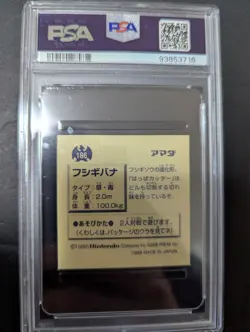 PSA
PSA
93853716
186
アマダ
フシギバナ
タイプ：草・毒
身 長：2.0m
体 重：100.0kg
フシギソウの進化形。
「はっぱカッター」は
ビルも切断する切れ
味を持っている。
●あそびかた● 2人対戦で遊びます。
(くわしくは、パッケージのウラを見てネ)
MADE IN JAPAN